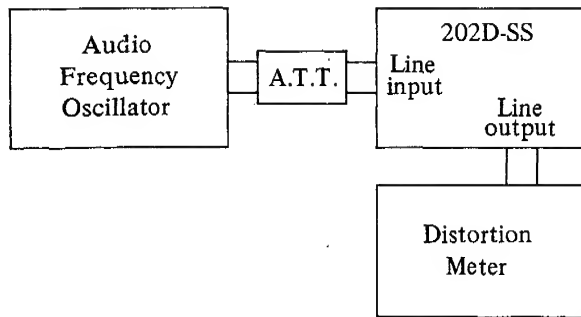 Audio
Frequency
Oscillator
A.T.T.
202D-SS
Line
input
Line
output
Distortion
Meter